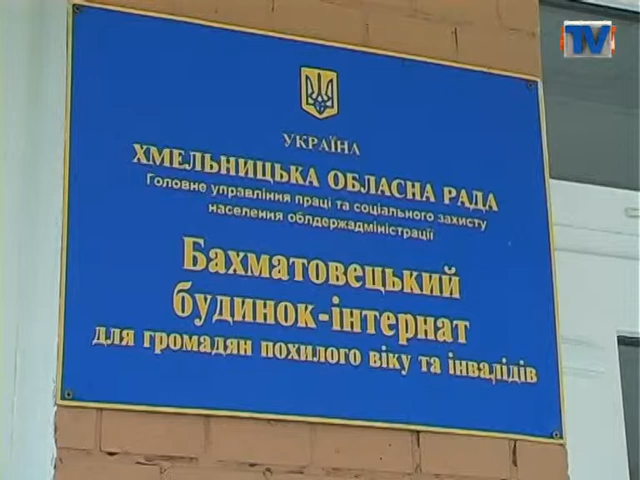 TV
УКРАЇНА
ХМЕЛЬНИЦЬКА ОБЛАСНА РАДА
Головне управління праці та соціального захисту
населення облдержадміністрації
Бахматовецький
будинок-інтернат
для громадян похилого віку та інвалідів